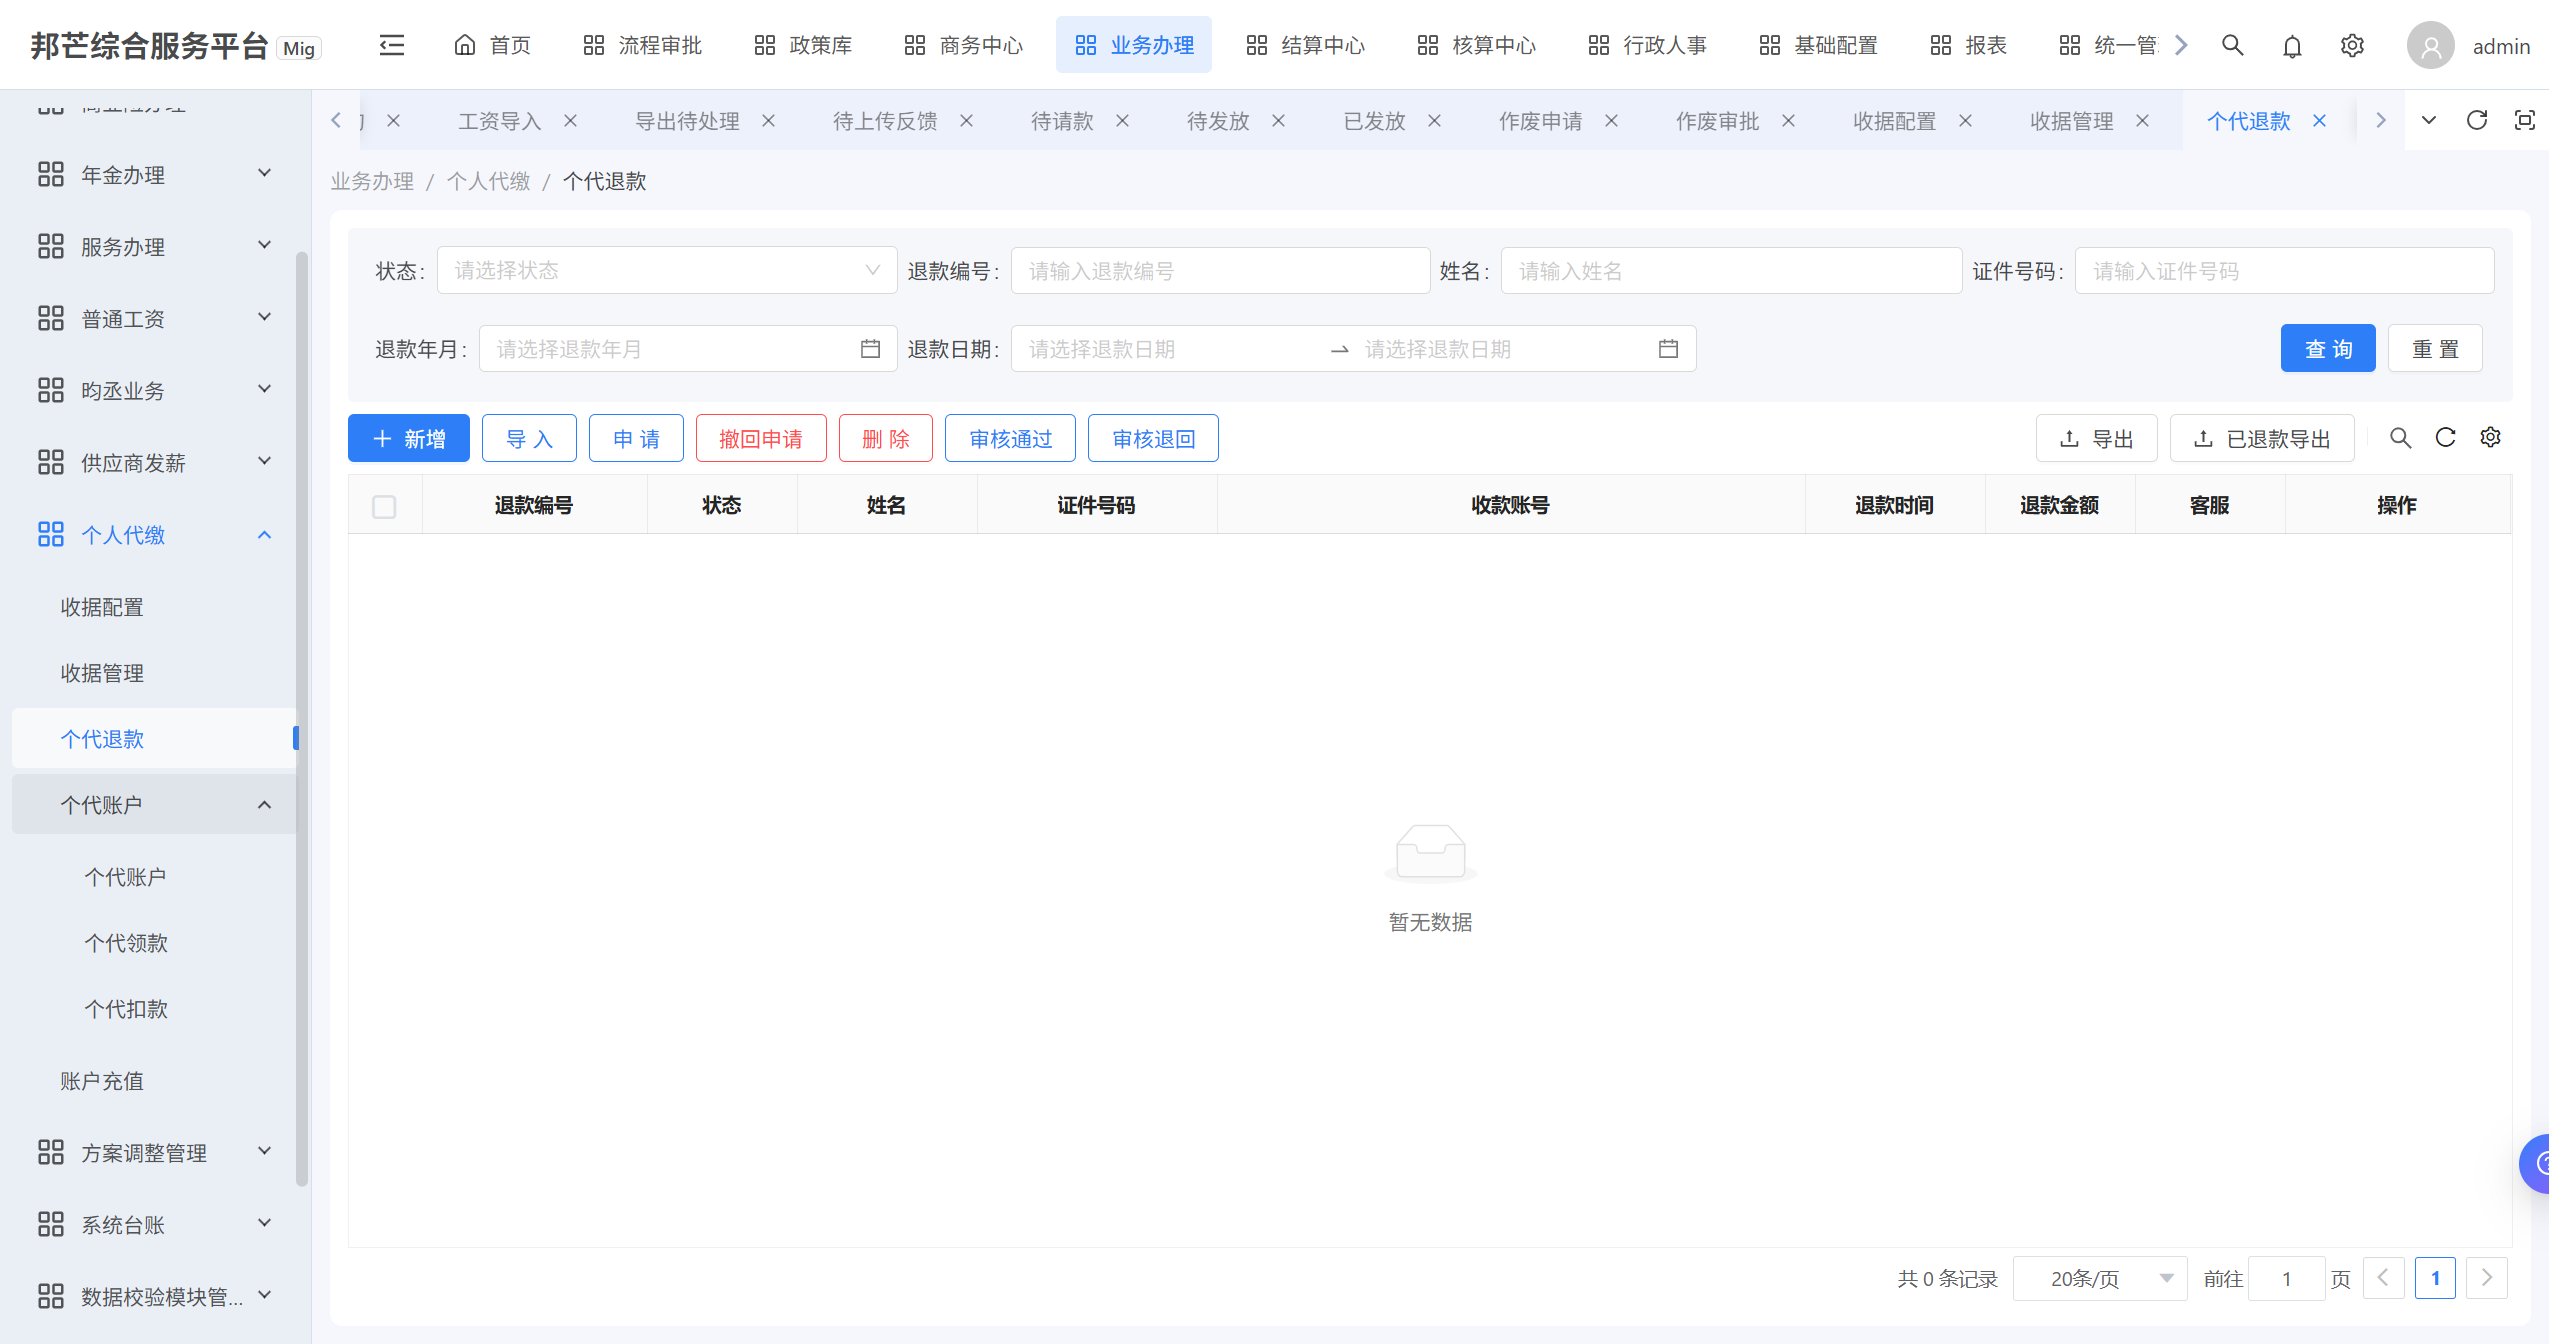 邦芒综合服务平台 Mig 首页 流程审批 政策库 商务中心 业务办理 结算中心 核算中心 行政人事 基础配置 报表 统一管 admin
工资导入 导出待处理 待上传反馈 待请款 待发放 已发放 作废申请 作废审批 收据配置 收据管理 个代退款
业务办理 / 个人代缴 / 个代退款
年金办理
服务办理
普通工资
昀丞业务
供应商发薪
个人代缴
收据配置
收据管理
个代退款
个代账户
个代账户
个代领款
个代扣款
账户充值
方案调整管理
系统台账
数据校验模块管...
状态: 请选择状态 退款编号: 请输入退款编号 姓名: 请输入姓名 证件号码: 请输入证件号码
退款年月: 请选择退款年月 退款日期: 请选择退款日期 → 请选择退款日期 查 询 重 置
新增 导 入 申 请 撤回申请 删 除 审核通过 审核退回 导出 已退款导出
退款编号 状态 姓名 证件号码 收款账号 退款时间 退款金额 客服 操作
暂无数据
共 0 条记录 20条/页 前往 1 页 1